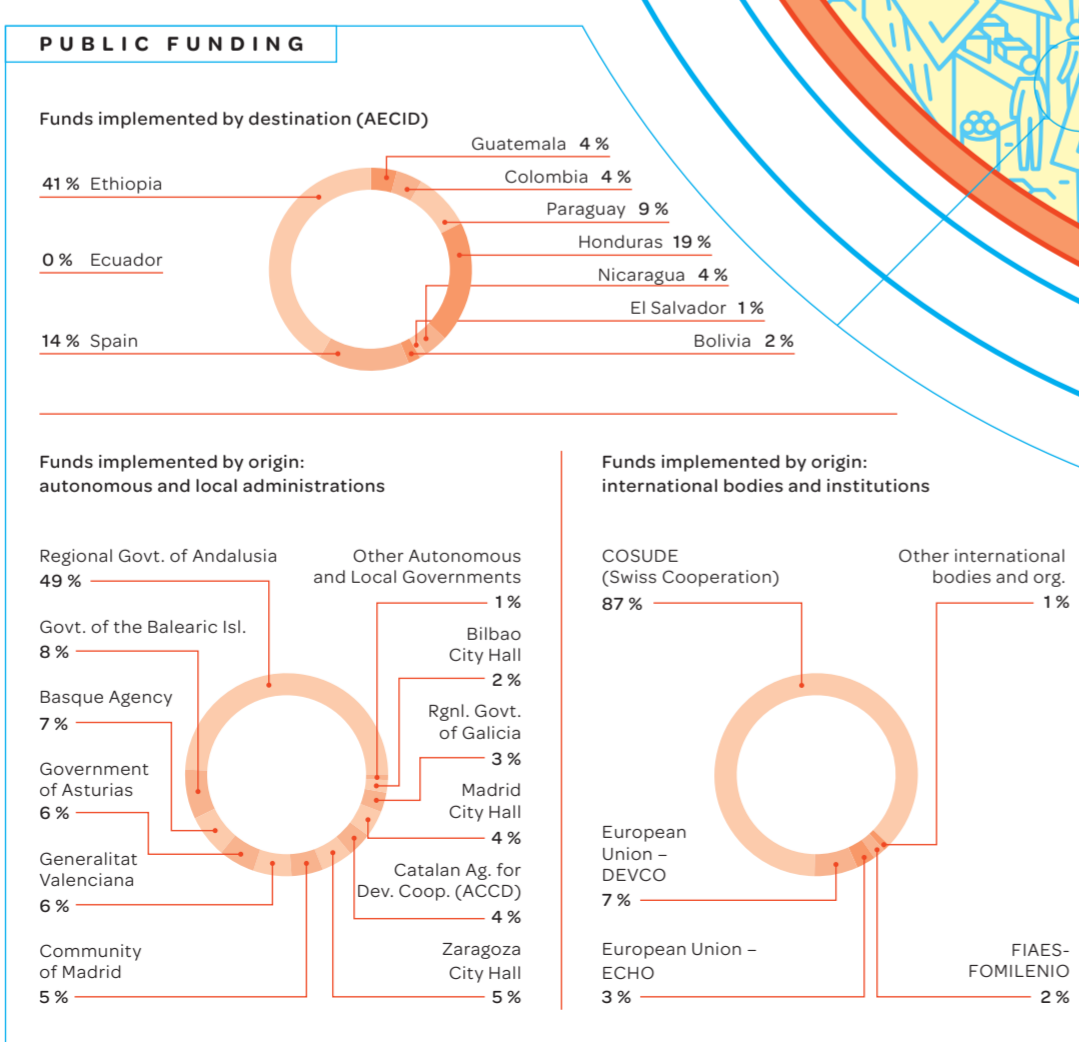 PUBLIC FUNDING
Funds implemented by destination (AECID)
41 % Ethiopia
0 % Ecuador
14 % Spain
Guatemala 4 %
Colombia 4 %
Paraguay 9 %
Honduras 19 %
Nicaragua 4 %
El Salvador 1 %
Bolivia 2 %
Funds implemented by origin:
autonomous and local administrations
Regional Govt. of Andalusia
49 %
Govt. of the Balearic Isl.
8 %
Basque Agency
7 %
Government
of Asturias
6 %
Generalitat
Valenciana
6 %
Community
of Madrid
5 %
Other Autonomous
and Local Governments
1 %
Bilbao
City Hall
2 %
Rgnl. Govt.
of Galicia
3 %
Madrid
City Hall
4 %
Catalan Ag. for
Dev. Coop. (ACCD)
4 %
Zaragoza
City Hall
5 %
Funds implemented by origin:
international bodies and institutions
COSUDE
(Swiss Cooperation)
87 %
European
Union –
DEVCO
7 %
European Union –
ECHO
3 %
Other international
bodies and org.
1 %
FIAES-
FOMILENIO
2 %